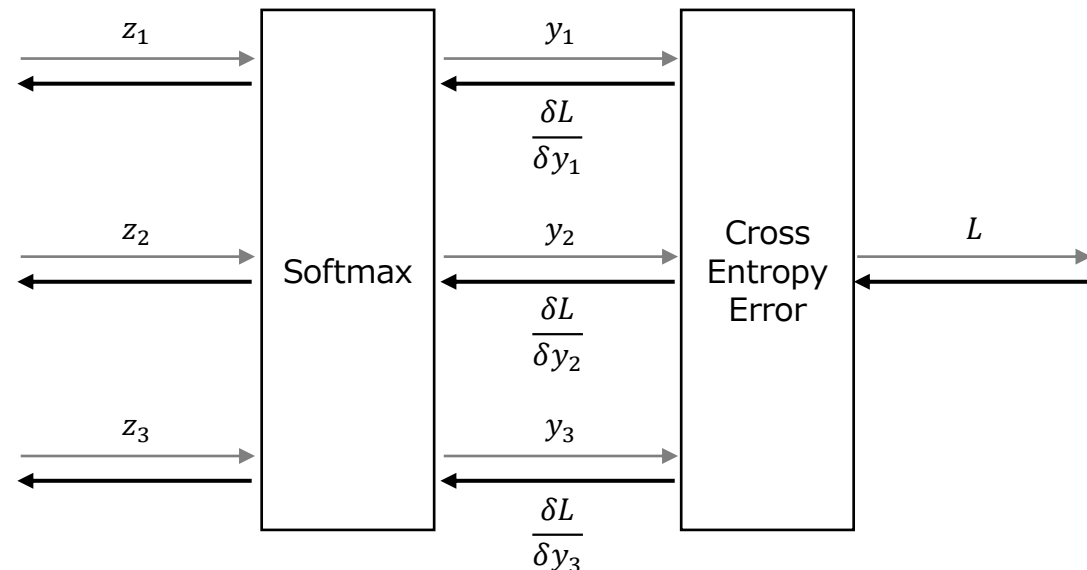 z₁
y₁
δL
δy₁
z₂
y₂
Softmax
Cross
Entropy
Error
L
δL
δy₂
z₃
y₃
δL
δy₃